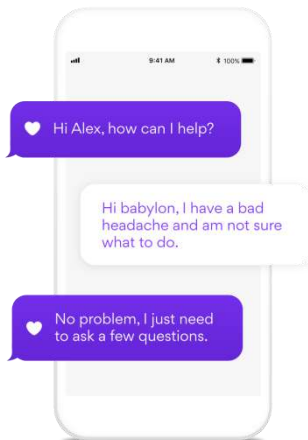 9:41 AM 100%
Hi Alex, how can I help?
Hi babylon, I have a bad
headache and am not sure
what to do.
No problem, I just need
to ask a few questions.